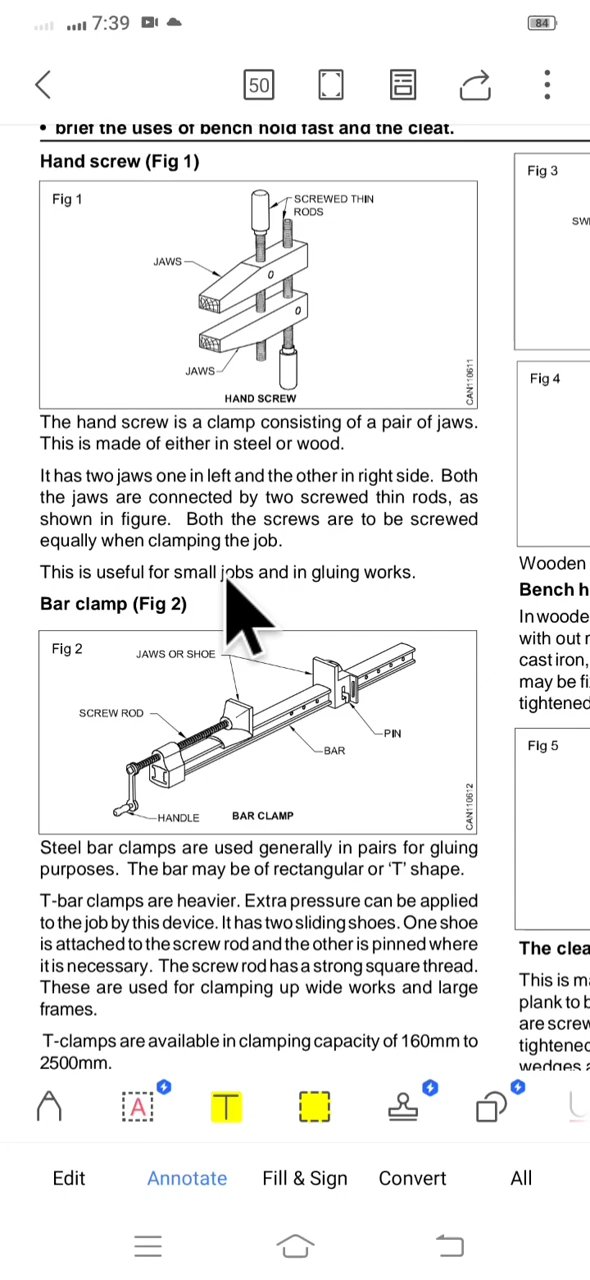 7:39
84
50
• brief the uses of bench hold fast and the cleat.
Hand screw (Fig 1)
Fig 1
SCREWED THIN
RODS
JAWS
JAWS
HAND SCREW
CAN110611
The hand screw is a clamp consisting of a pair of jaws.
This is made of either in steel or wood.
It has two jaws one in left and the other in right side. Both
the jaws are connected by two screwed thin rods, as
shown in figure. Both the screws are to be screwed
equally when clamping the job.
This is useful for small jobs and in gluing works.
Bar clamp (Fig 2)
Fig 2
JAWS OR SHOE
SCREW ROD
PIN
BAR
HANDLE
BAR CLAMP
CAN110612
Steel bar clamps are used generally in pairs for gluing
purposes. The bar may be of rectangular or 'T' shape.
T-bar clamps are heavier. Extra pressure can be applied
to the job by this device. It has two sliding shoes. One shoe
is attached to the screw rod and the other is pinned where
it is necessary. The screw rod has a strong square thread.
These are used for clamping up wide works and large
frames.
T-clamps are available in clamping capacity of 160mm to
2500mm.
Fig 3
SW
Fig 4
Wooden
Bench h
In woode
with out r
cast iron,
may be fi
tightened
Fig 5
The clea
This is m
plank to b
are screw
tightened
wedges a
A
T
Edit
Annotate
Fill & Sign
Convert
All